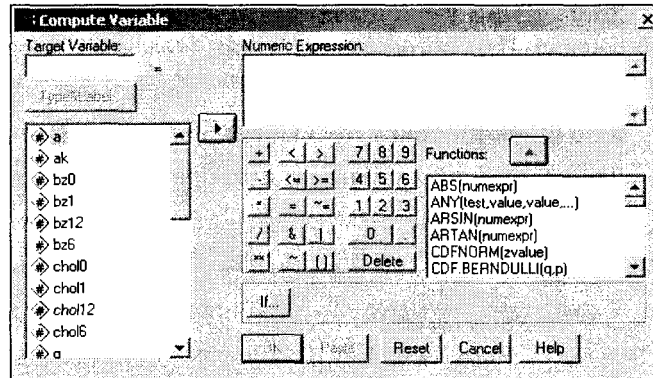 Compute Variable
Target Variable:
=
Numeric Expression:
Type&Label...
a
ak
bz0
bz1
bz12
bz6
chol0
chol1
chol12
chol6
g
+ < > 7 8 9
- <= >= 4 5 6
* = ~= 1 2 3
/ & | 0 .
** ~ () Delete
Functions:
ABS(numexpr)
ANY(test,value,value,...)
ARSIN(numexpr)
ARTAN(numexpr)
CDFNORM(zvalue)
CDF.BERNOULLI(q,p)
If...
OK Paste Reset Cancel Help